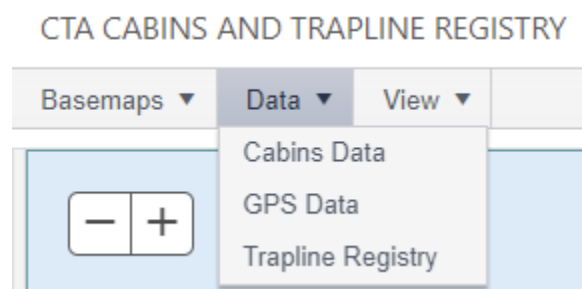 CTA CABINS AND TRAPLINE REGISTRY
Basemaps ▼ Data ▼ View ▼
Cabins Data
GPS Data
− +
Trapline Registry